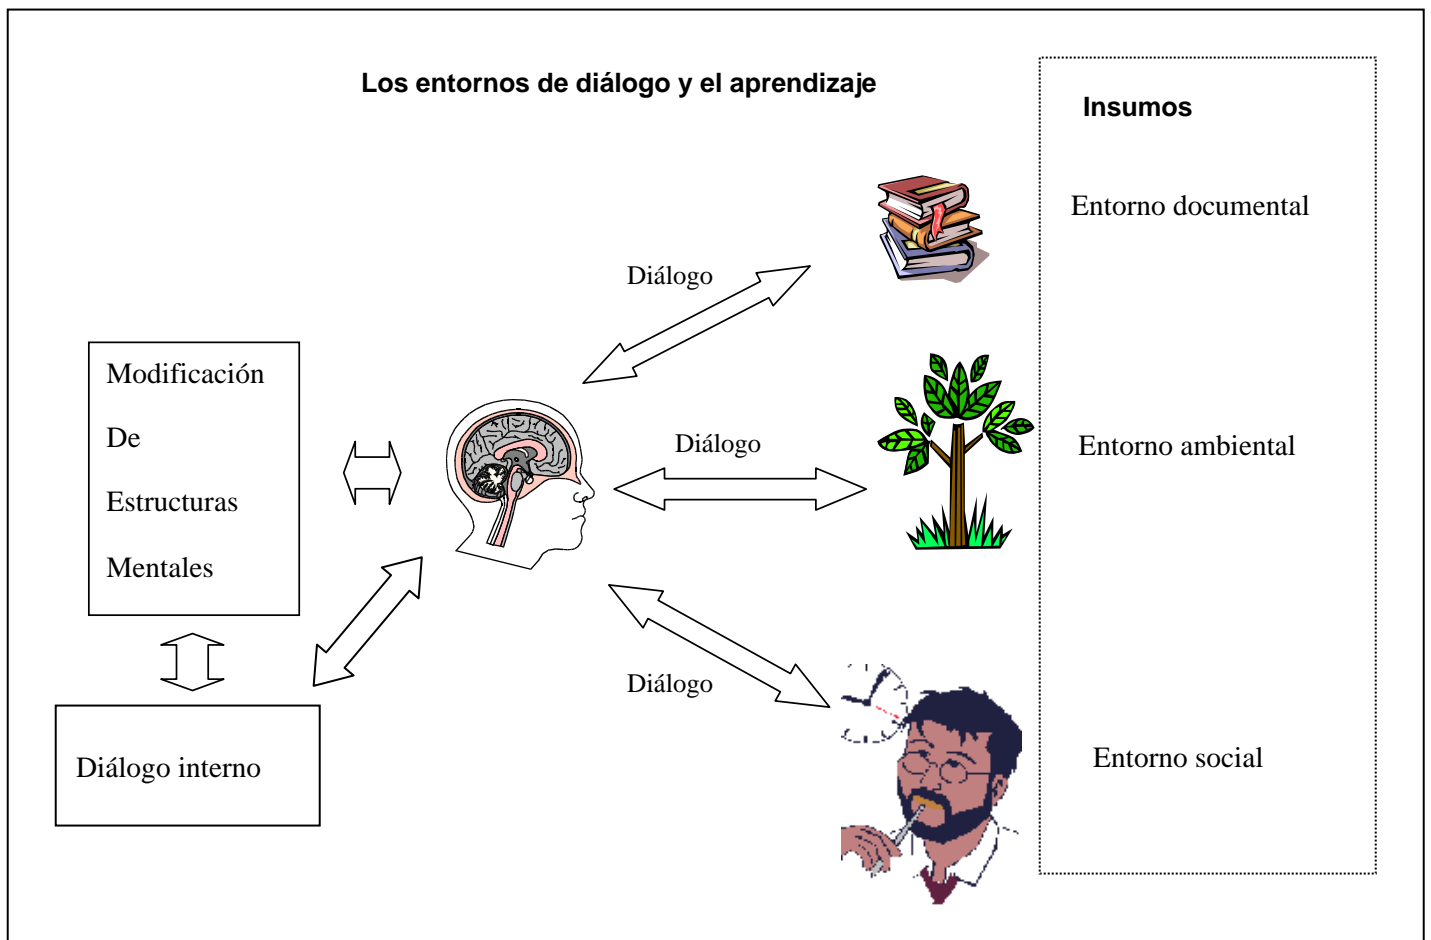 Los entornos de diálogo y el aprendizaje
Insumos
Entorno documental
Diálogo
Modificación
De
Estructuras
Mentales
Diálogo
Entorno ambiental
Diálogo
Diálogo interno
Entorno social